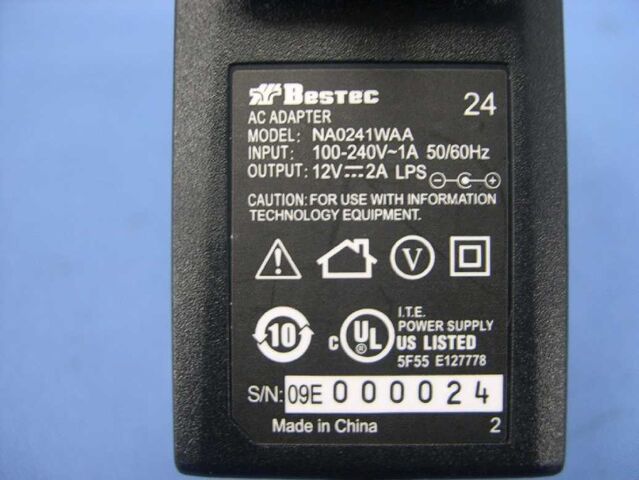 BESTEC
24
AC ADAPTER
MODEL: NA0241WAA
INPUT: 100-240V~1A 50/60Hz
OUTPUT: 12V⎓2A LPS
CAUTION: FOR USE WITH INFORMATION
TECHNOLOGY EQUIPMENT.
V
10
C UL ® US LISTED
I.T.E.
POWER SUPPLY
5F55 E127778
S/N: 09E 000024
Made in China
2